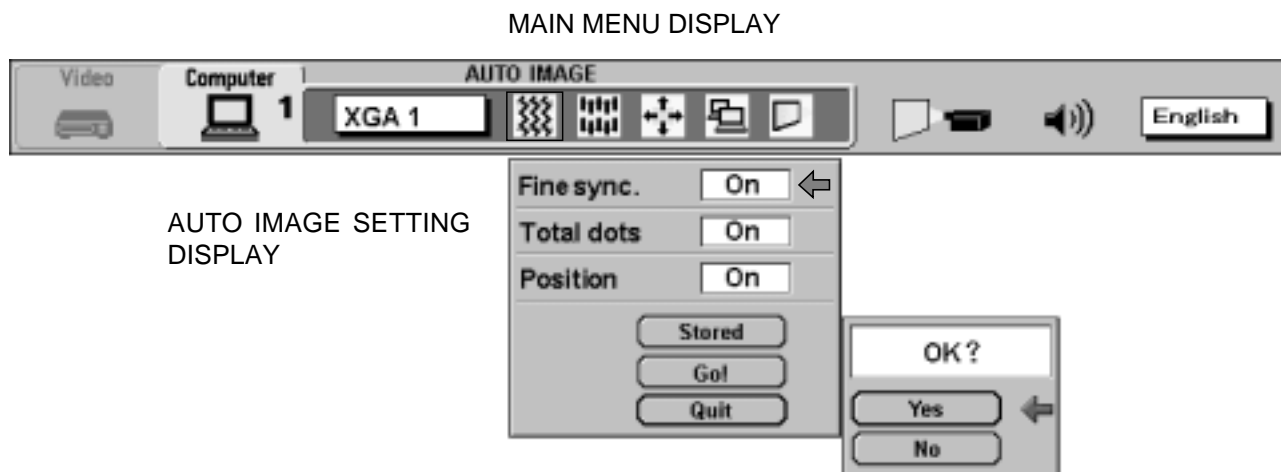 MAIN MENU DISPLAY
Video
Computer
AUTO IMAGE
1
XGA 1
English
AUTO IMAGE SETTING
DISPLAY
Fine sync. On
Total dots On
Position On
Stored
Go!
Quit
OK?
Yes
No